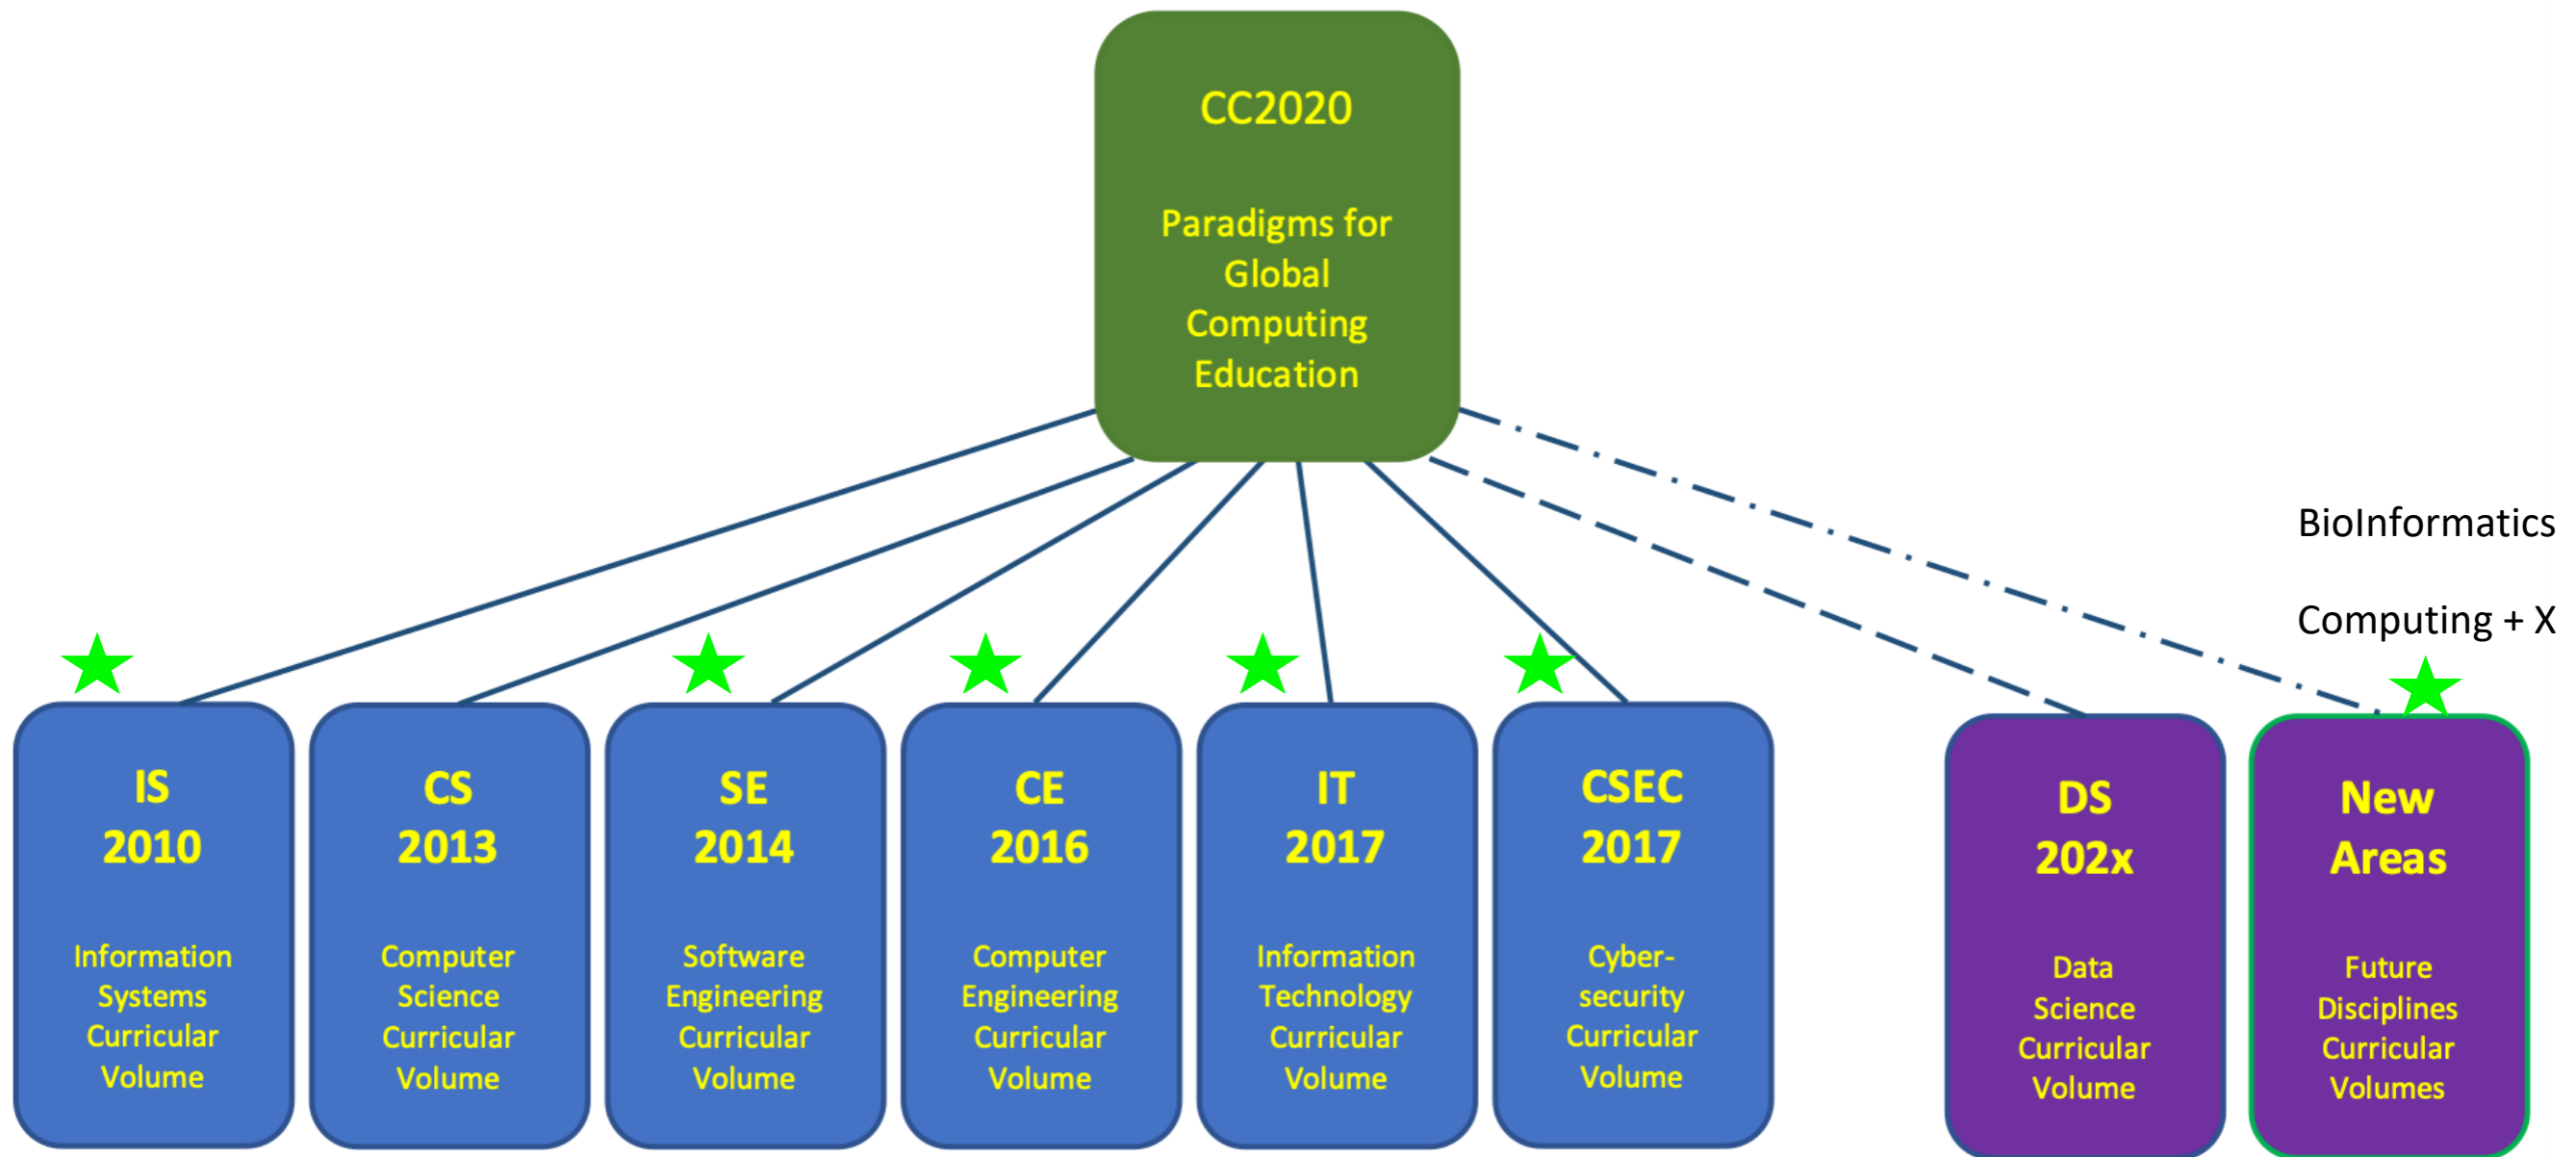 CC2020
Paradigms for
Global
Computing
Education
BioInformatics
Computing + X
IS
2010
Information
Systems
Curricular
Volume
CS
2013
Computer
Science
Curricular
Volume
SE
2014
Software
Engineering
Curricular
Volume
CE
2016
Computer
Engineering
Curricular
Volume
IT
2017
Information
Technology
Curricular
Volume
CSEC
2017
Cyber-
security
Curricular
Volume
DS
202x
Data
Science
Curricular
Volume
New
Areas
Future
Disciplines
Curricular
Volumes